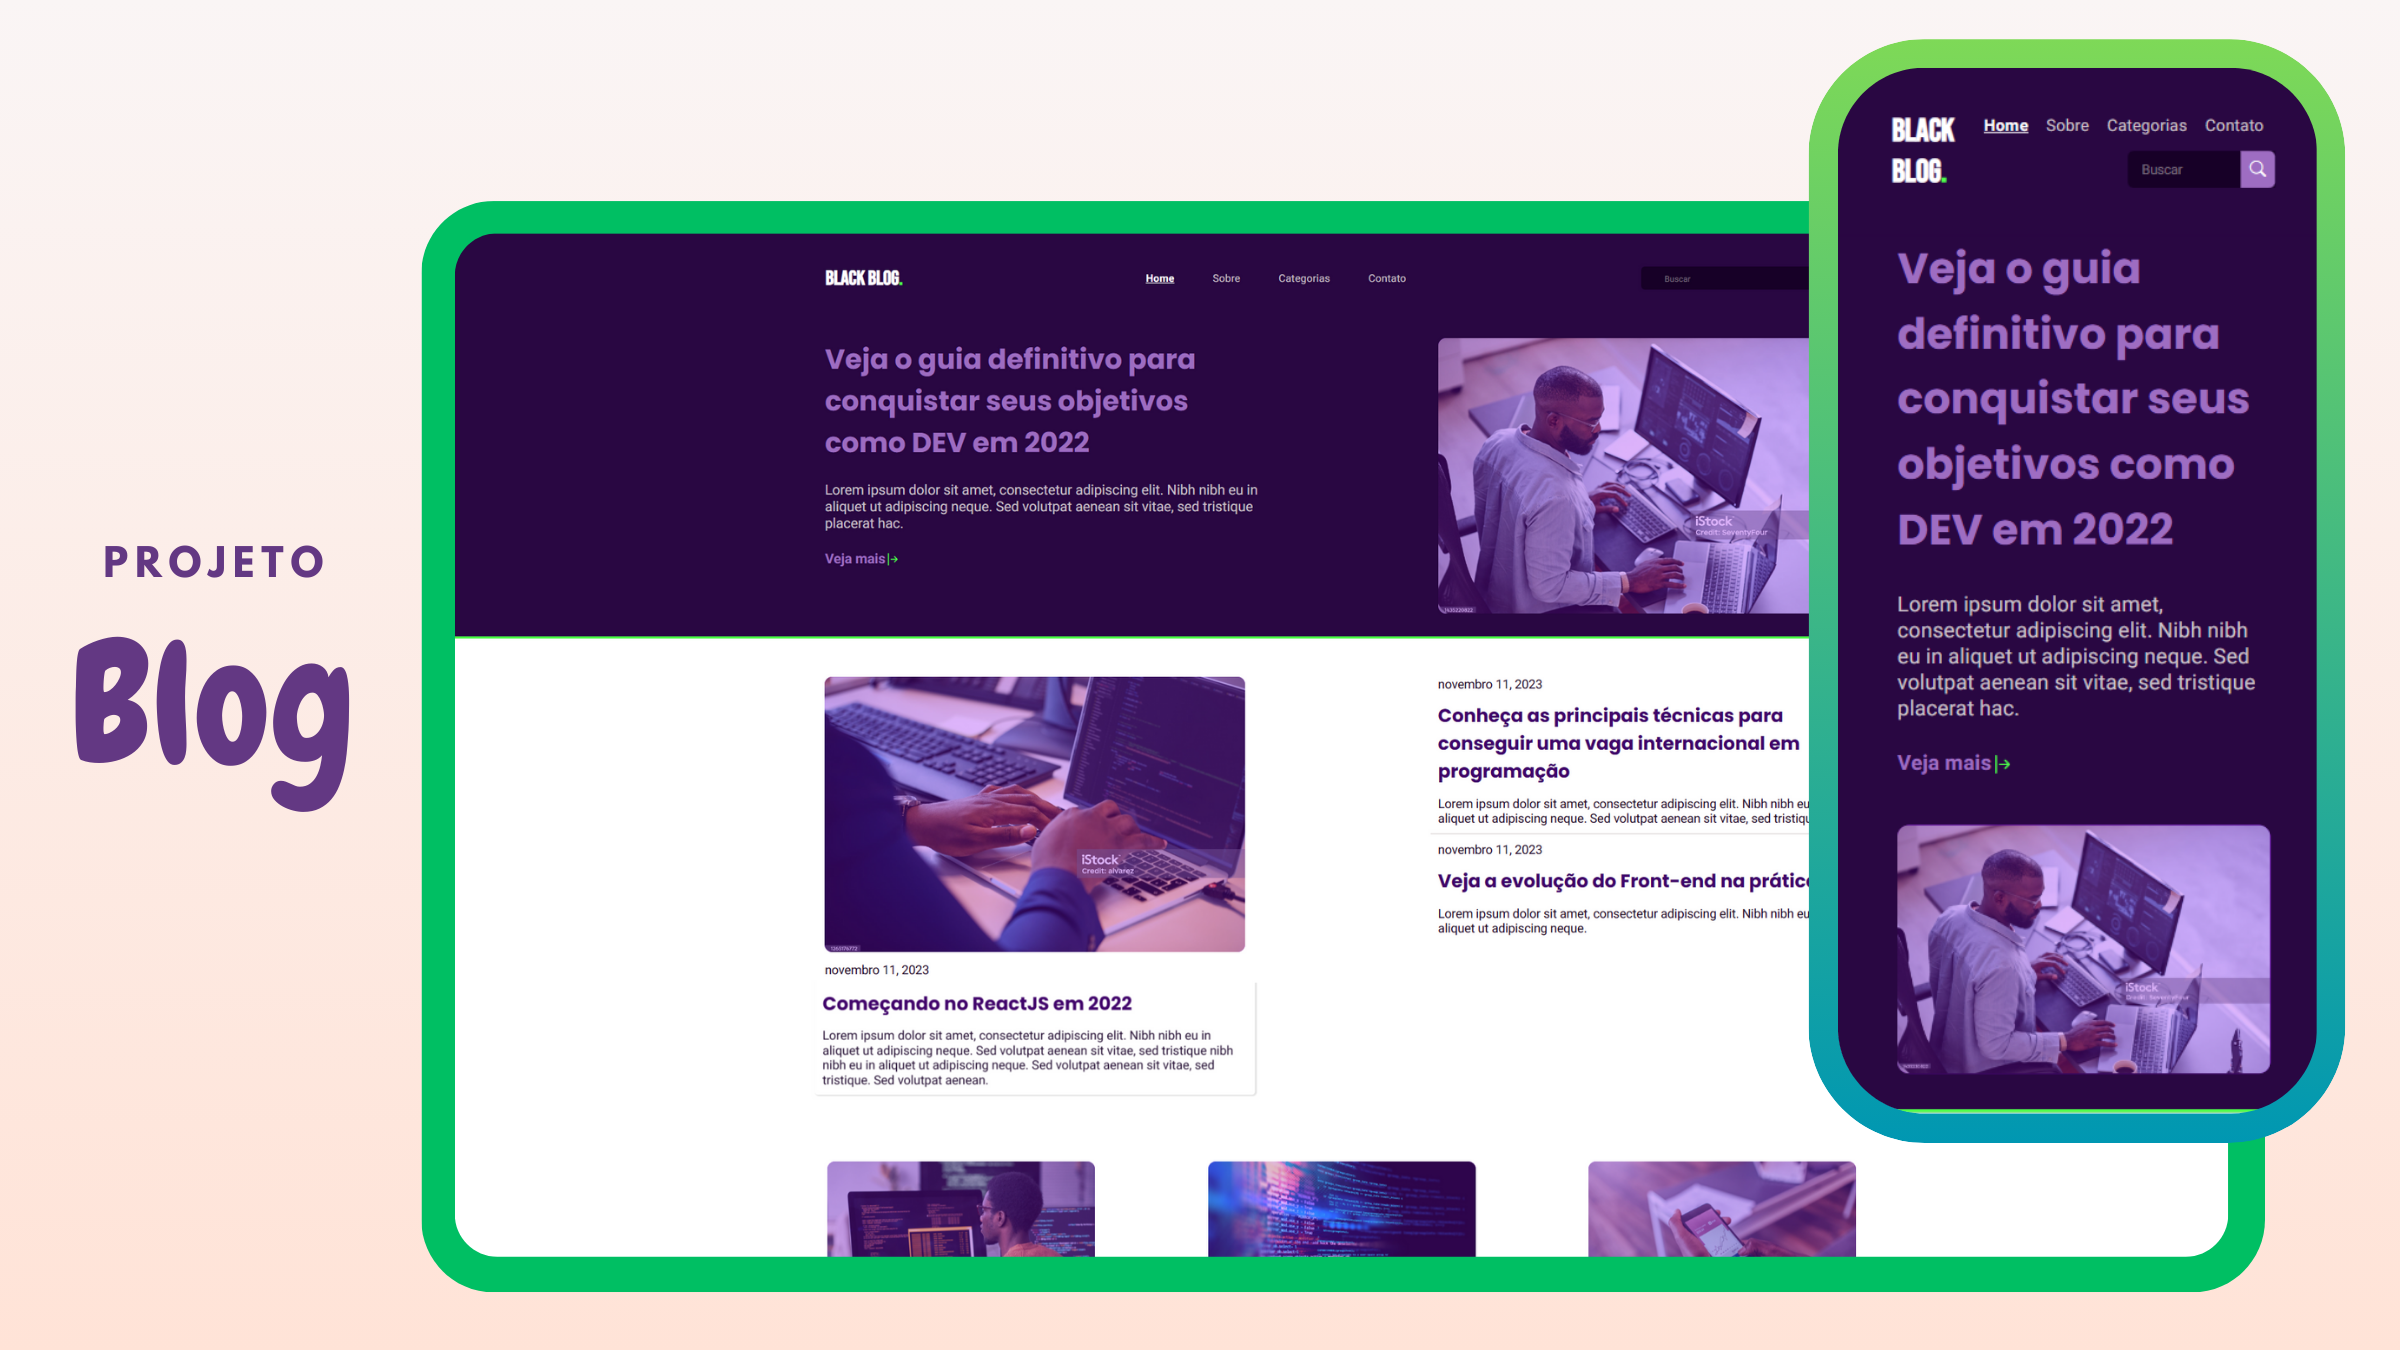 PROJETO
Blog
BLACK BLOG.
Home
Sobre
Categorias
Contato
Buscar
Veja o guia definitivo para
conquistar seus objetivos
como DEV em 2022
Lorem ipsum dolor sit amet, consectetur adipiscing elit. Nibh nibh eu in
aliquet ut adipiscing neque. Sed volutpat aenean sit vitae, sed tristique
placerat hac.
Veja mais
iStock
Credit: SeventyFour
iStock
Credit: alvarez
novembro 11, 2023
Começando no ReactJS em 2022
Lorem ipsum dolor sit amet, consectetur adipiscing elit. Nibh nibh eu in
aliquet ut adipiscing neque. Sed volutpat aenean sit vitae, sed tristique nibh
nibh eu in aliquet ut adipiscing neque. Sed volutpat aenean sit vitae, sed
tristique. Sed volutpat aenean.
novembro 11, 2023
Conheça as principais técnicas para
conseguir uma vaga internacional em
programação
Lorem ipsum dolor sit amet, consectetur adipiscing elit. Nibh nibh eu
aliquet ut adipiscing neque. Sed volutpat aenean sit vitae, sed tristiqu
novembro 11, 2023
Veja a evolução do Front-end na prátic
Lorem ipsum dolor sit amet, consectetur adipiscing elit. Nibh nibh eu
aliquet ut adipiscing neque.
BLACK
BLOG.
Home
Sobre
Categorias
Contato
Buscar
Veja o guia
definitivo para
conquistar seus
objetivos como
DEV em 2022
Lorem ipsum dolor sit amet,
consectetur adipiscing elit. Nibh nibh
eu in aliquet ut adipiscing neque. Sed
volutpat aenean sit vitae, sed tristique
placerat hac.
Veja mais
iStock
Credit: SeventyFour